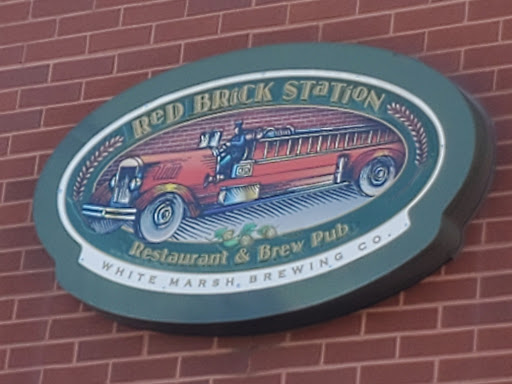 ReD BRiCK StatioN
Restaurant & Brew Pub
WHITE MARSH BREWING CO.